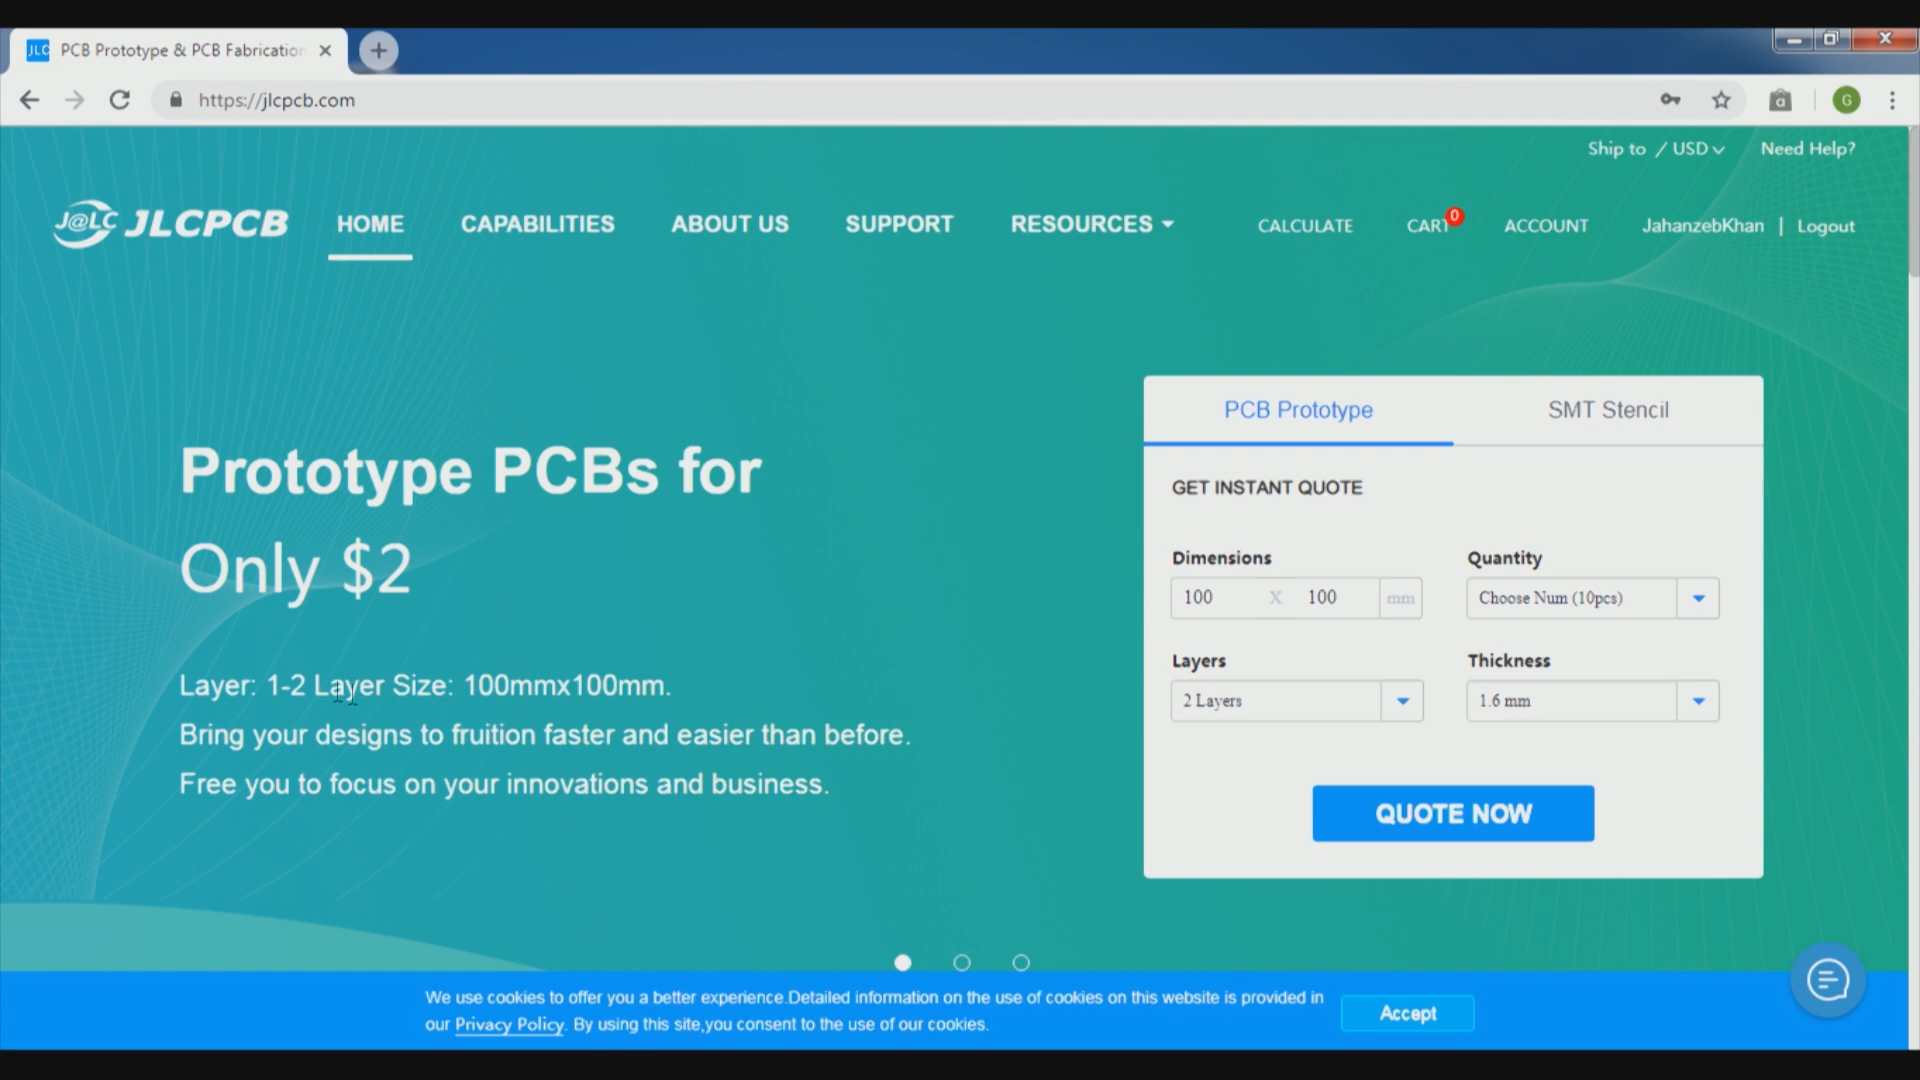 JLC PCB Prototype & PCB Fabrication
https://jlcpcb.com
G
Ship to / USD Need Help?
J@LC JLCPCB HOME CAPABILITIES ABOUT US SUPPORT RESOURCES CALCULATE CART 0 ACCOUNT JahanzebKhan | Logout
Prototype PCBs for
Only $2
Layer: 1-2 Layer Size: 100mmx100mm.
Bring your designs to fruition faster and easier than before.
Free you to focus on your innovations and business.
PCB Prototype SMT Stencil
GET INSTANT QUOTE
Dimensions Quantity
100 X 100 mm Choose Num (10pcs)
Layers Thickness
2 Layers 1.6 mm
QUOTE NOW
We use cookies to offer you a better experience.Detailed information on the use of cookies on this website is provided in
our Privacy Policy. By using this site,you consent to the use of our cookies.
Accept